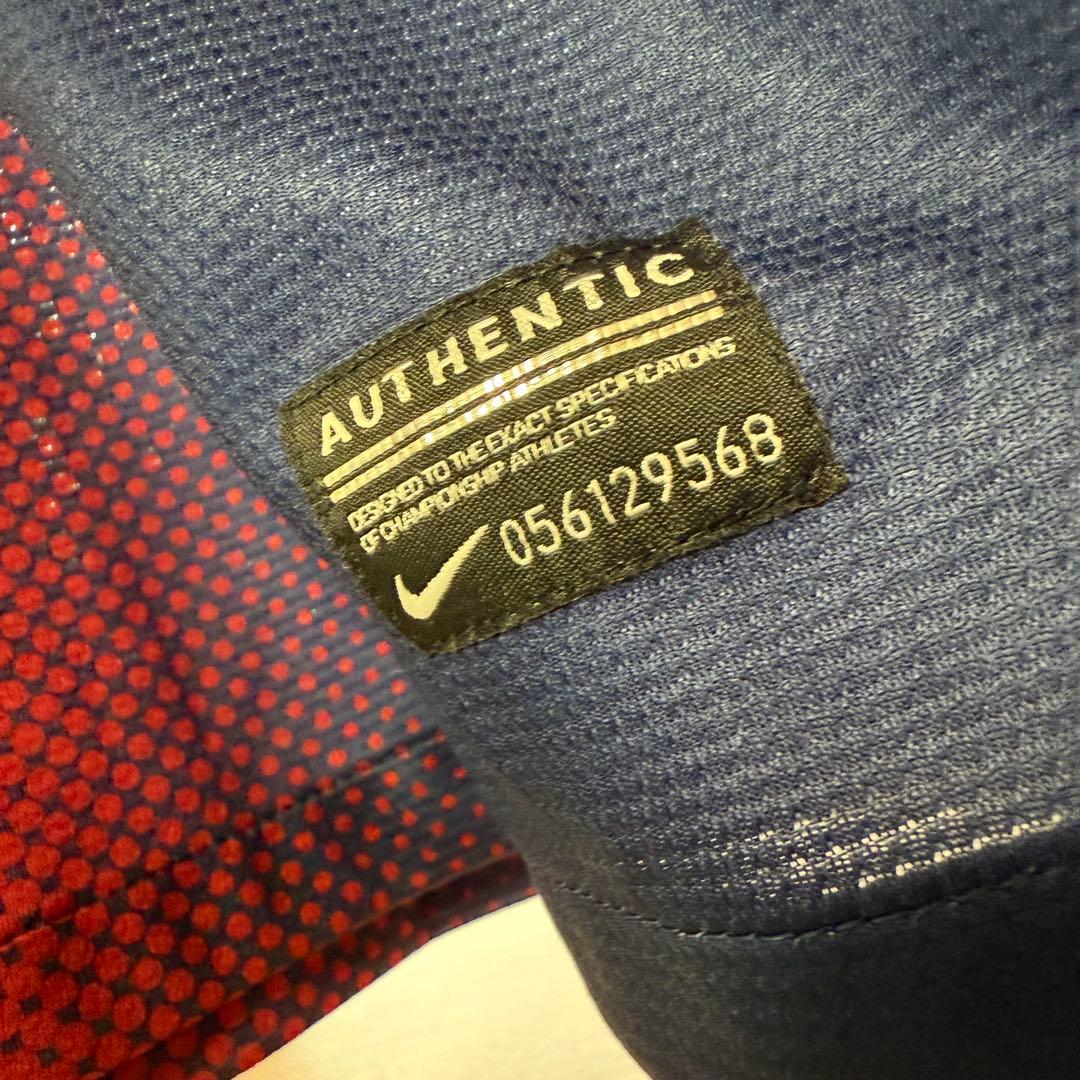 AUTHENTIC
DESIGNED TO THE EXACT SPECIFICATIONS
OF CHAMPIONSHIP ATHLETES
056129568